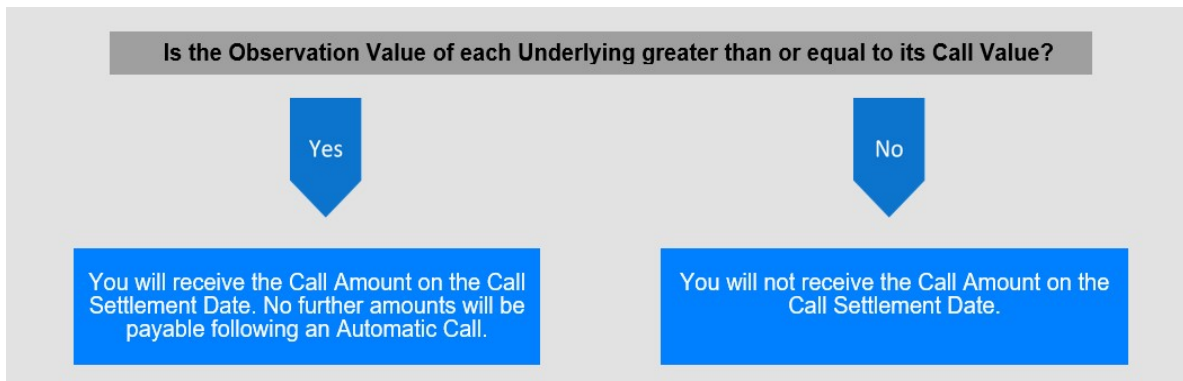 Is the Observation Value of each Underlying greater than or equal to its Call Value?
Yes
No
You will receive the Call Amount on the Call
Settlement Date. No further amounts will be
payable following an Automatic Call.
You will not receive the Call Amount on the
Call Settlement Date.